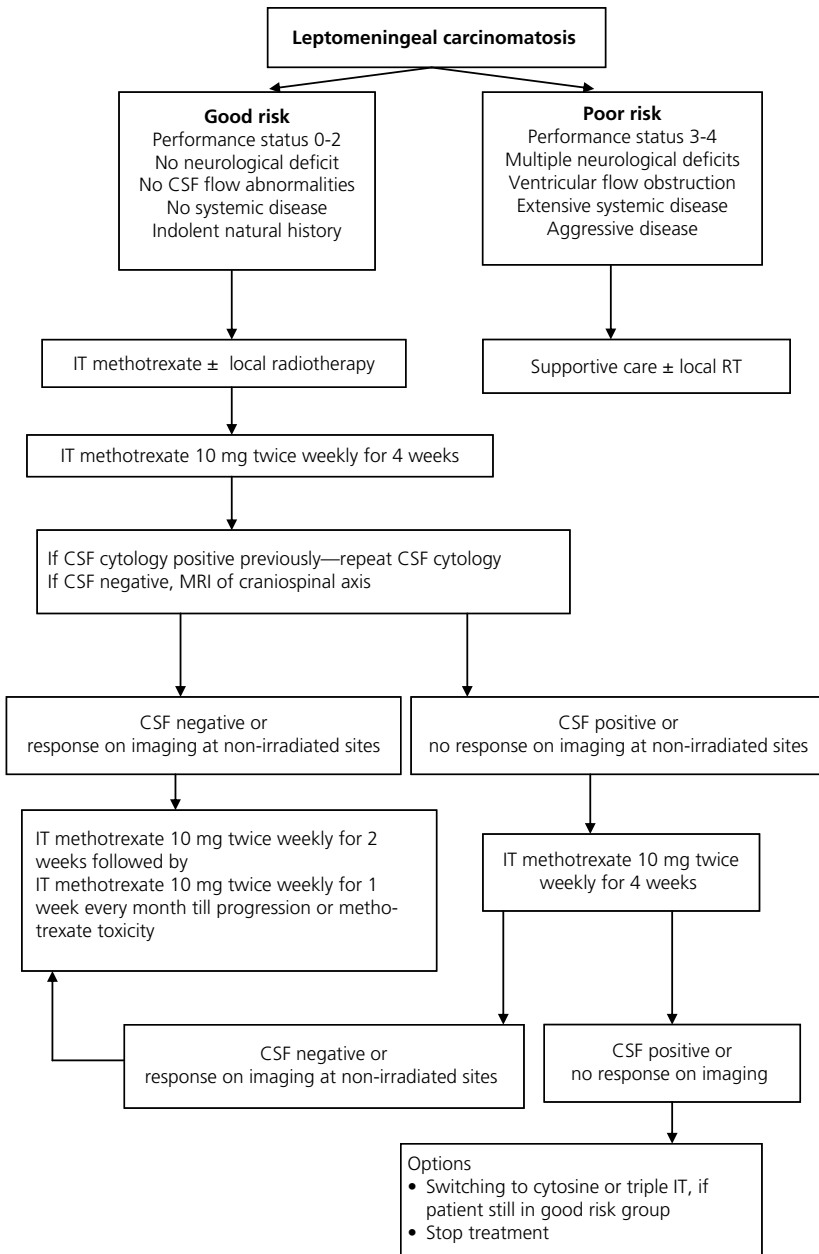 Leptomeningeal carcinomatosis
Good risk
Performance status 0-2
No neurological deficit
No CSF flow abnormalities
No systemic disease
Indolent natural history
Poor risk
Performance status 3-4
Multiple neurological deficits
Ventricular flow obstruction
Extensive systemic disease
Aggressive disease
IT methotrexate ± local radiotherapy
Supportive care ± local RT
IT methotrexate 10 mg twice weekly for 4 weeks
If CSF cytology positive previously—repeat CSF cytology
If CSF negative, MRI of craniospinal axis
CSF negative or
response on imaging at non-irradiated sites
CSF positive or
no response on imaging at non-irradiated sites
IT methotrexate 10 mg twice weekly for 2
weeks followed by
IT methotrexate 10 mg twice weekly for 1
week every month till progression or metho-
trexate toxicity
IT methotrexate 10 mg twice
weekly for 4 weeks
CSF negative or
response on imaging at non-irradiated sites
CSF positive or
no response on imaging
Options
• Switching to cytosine or triple IT, if
patient still in good risk group
• Stop treatment